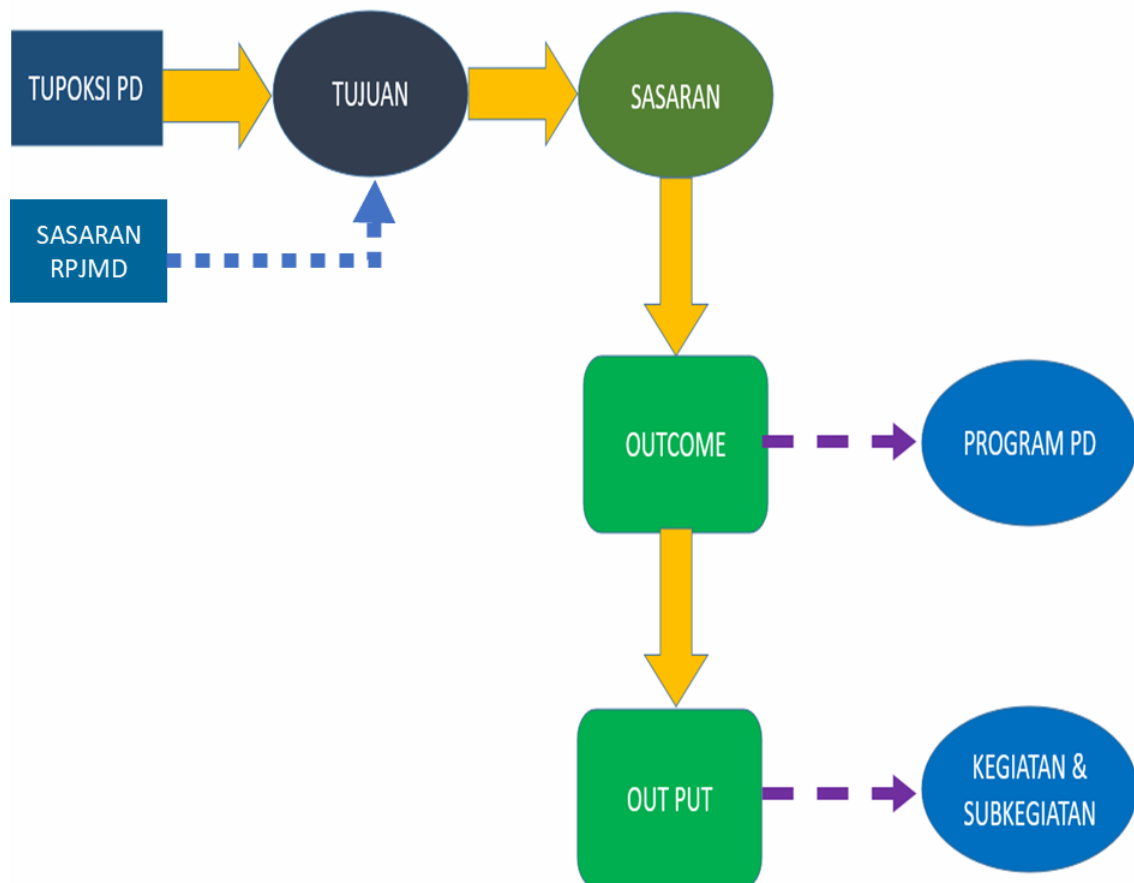 TUPOKSI PD
TUJUAN
SASARAN
SASARAN
RPJMD
OUTCOME
PROGRAM PD
OUT PUT
KEGIATAN &
SUBKEGIATAN